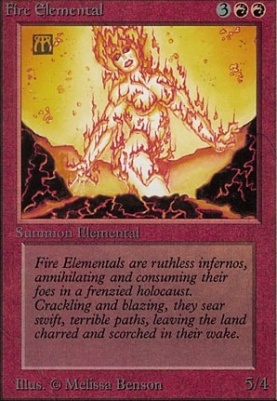 Fire Elemental 3
Summon Elemental
Fire Elementals are ruthless infernos,
annihilating and consuming their
foes in a frenzied holocaust.
Crackling and blazing, they sear
swift, terrible paths, leaving the land
charred and scorched in their wake.
Illus. © Melissa Benson 5/4